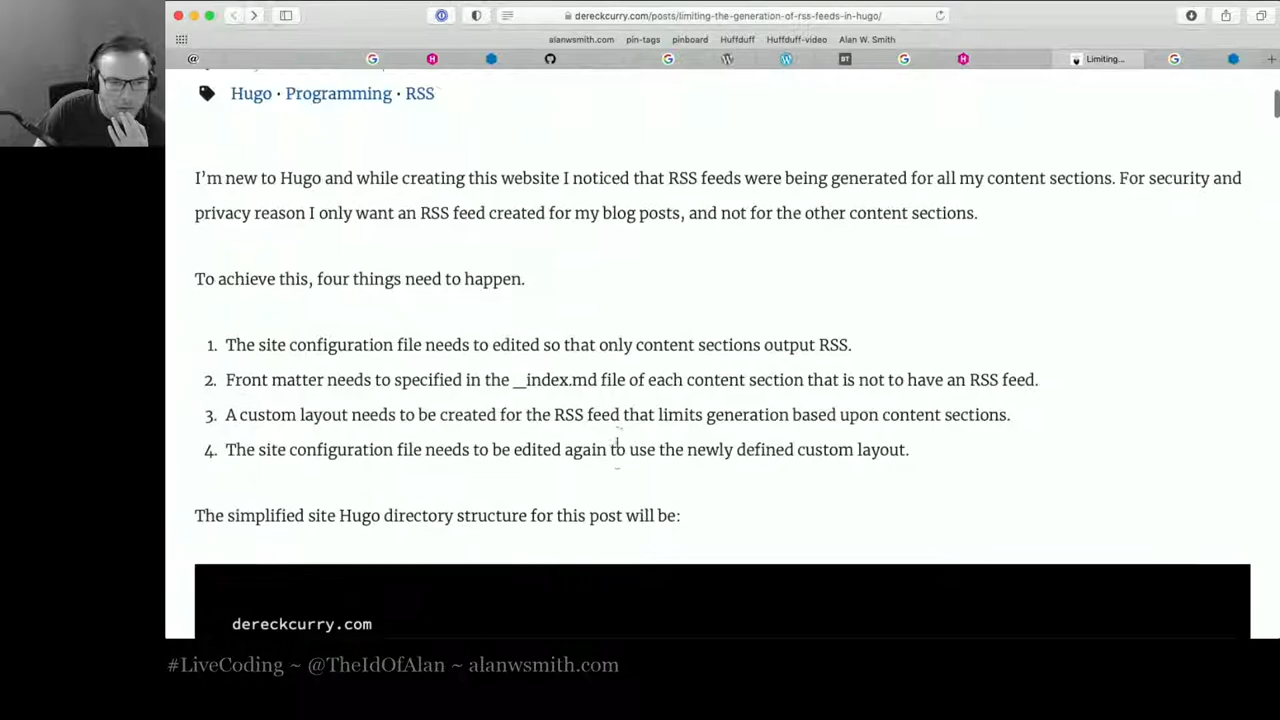 dereckcurry.com/posts/limiting-the-generation-of-rss-feeds-in-hugo/
alanwsmith.com pin-tags pinboard Huffduff Huffduff-video Alan W. Smith
@ G H G BT G H Limiting... G
Hugo · Programming · RSS
I'm new to Hugo and while creating this website I noticed that RSS feeds were being generated for all my content sections. For security and
privacy reason I only want an RSS feed created for my blog posts, and not for the other content sections.
To achieve this, four things need to happen.
1. The site configuration file needs to edited so that only content sections output RSS.
2. Front matter needs to specified in the _index.md file of each content section that is not to have an RSS feed.
3. A custom layout needs to be created for the RSS feed that limits generation based upon content sections.
4. The site configuration file needs to be edited again to use the newly defined custom layout.
The simplified site Hugo directory structure for this post will be:
dereckcurry.com
#LiveCoding ~ @TheIdOfAlan ~ alanwsmith.com